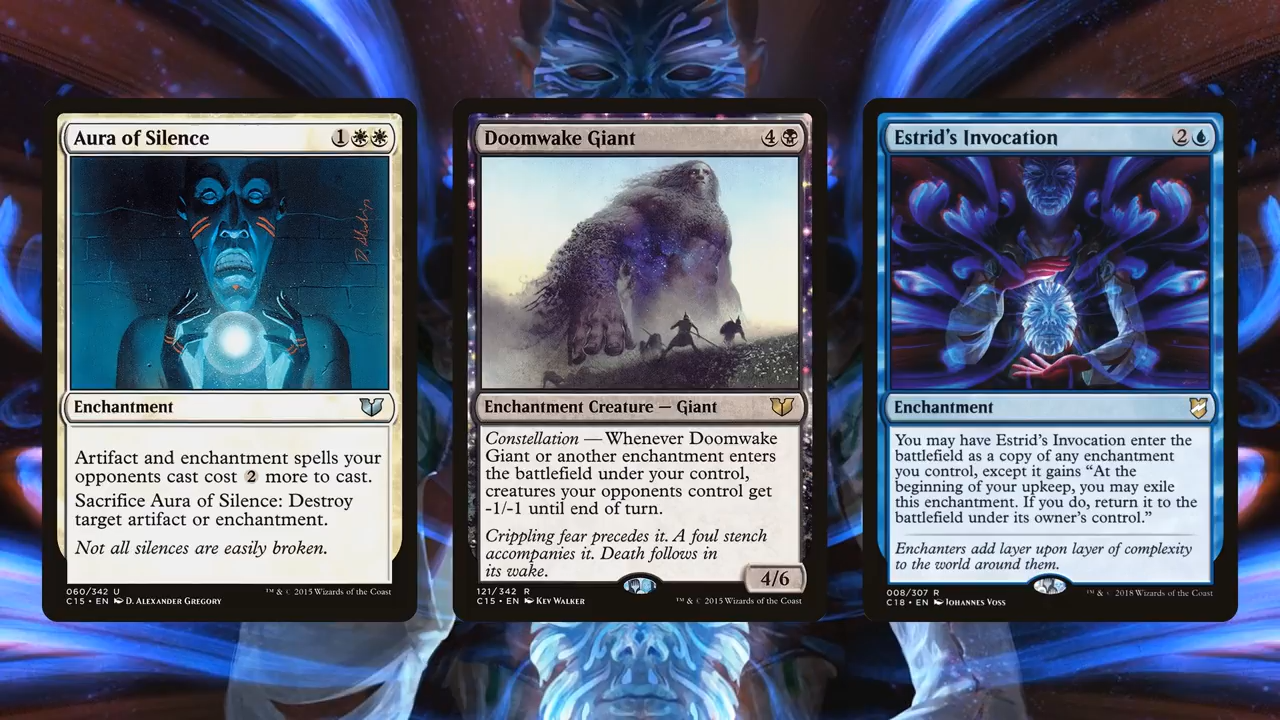 Aura of Silence
1
Enchantment
Artifact and enchantment spells your
opponents cast cost 2 more to cast.
Sacrifice Aura of Silence: Destroy
target artifact or enchantment.
Not all silences are easily broken.
060/342 U
C15 • EN D. Alexander Gregory
™ & © 2015 Wizards of the Coast
Doomwake Giant
4
Enchantment Creature — Giant
Constellation — Whenever Doomwake
Giant or another enchantment enters
the battlefield under your control,
creatures your opponents control get
-1/-1 until end of turn.
Crippling fear precedes it. A foul stench
accompanies it. Death follows in
its wake.
4/6
121/342 R
C15 • EN Kev Walker
™ & © 2015 Wizards of the Coast
Estrid's Invocation
2
Enchantment
You may have Estrid's Invocation enter the
battlefield as a copy of any enchantment
you control, except it gains “At the
beginning of your upkeep, you may exile
this enchantment. If you do, return it to the
battlefield under its owner's control.”
Enchanters add layer upon layer of complexity
to the world around them.
008/307 R
C18 • EN Johannes Voss
™ & © 2018 Wizards of the Coast